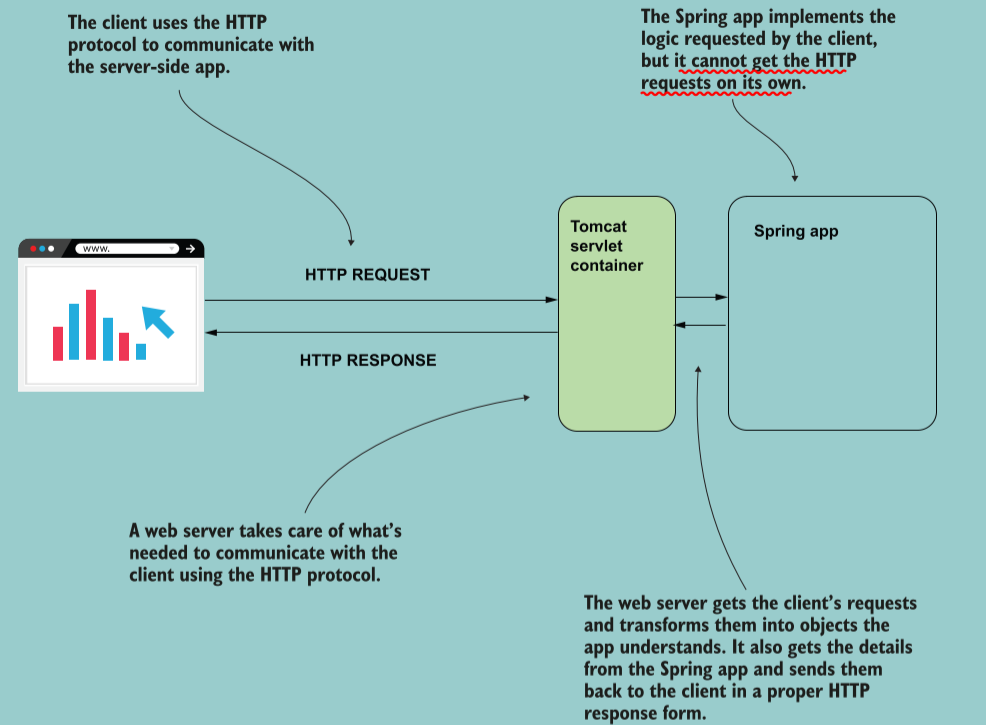 The client uses the HTTP
protocol to communicate with
the server-side app.
The Spring app implements the
logic requested by the client,
but it cannot get the HTTP
requests on its own.
www.
HTTP REQUEST
HTTP RESPONSE
Tomcat
servlet
container
Spring app
A web server takes care of what's
needed to communicate with the
client using the HTTP protocol.
The web server gets the client's requests
and transforms them into objects the
app understands. It also gets the details
from the Spring app and sends them
back to the client in a proper HTTP
response form.